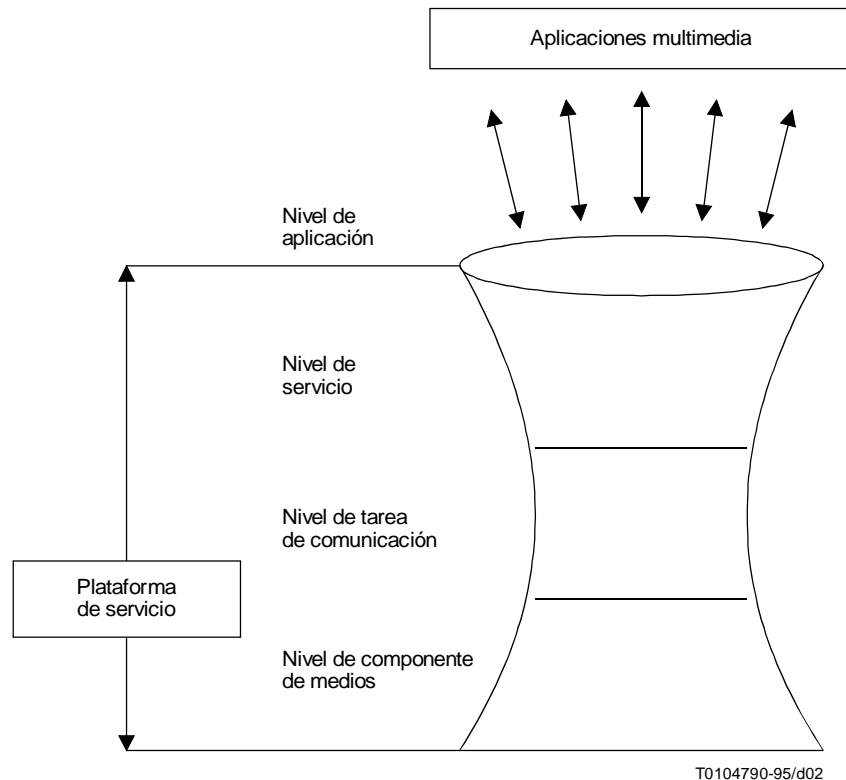 Aplicaciones multimedia
Nivel de
aplicación
Nivel de
servicio
Nivel de tarea
de comunicación
Plataforma
de servicio
Nivel de componente
de medios
T0104790-95/d02